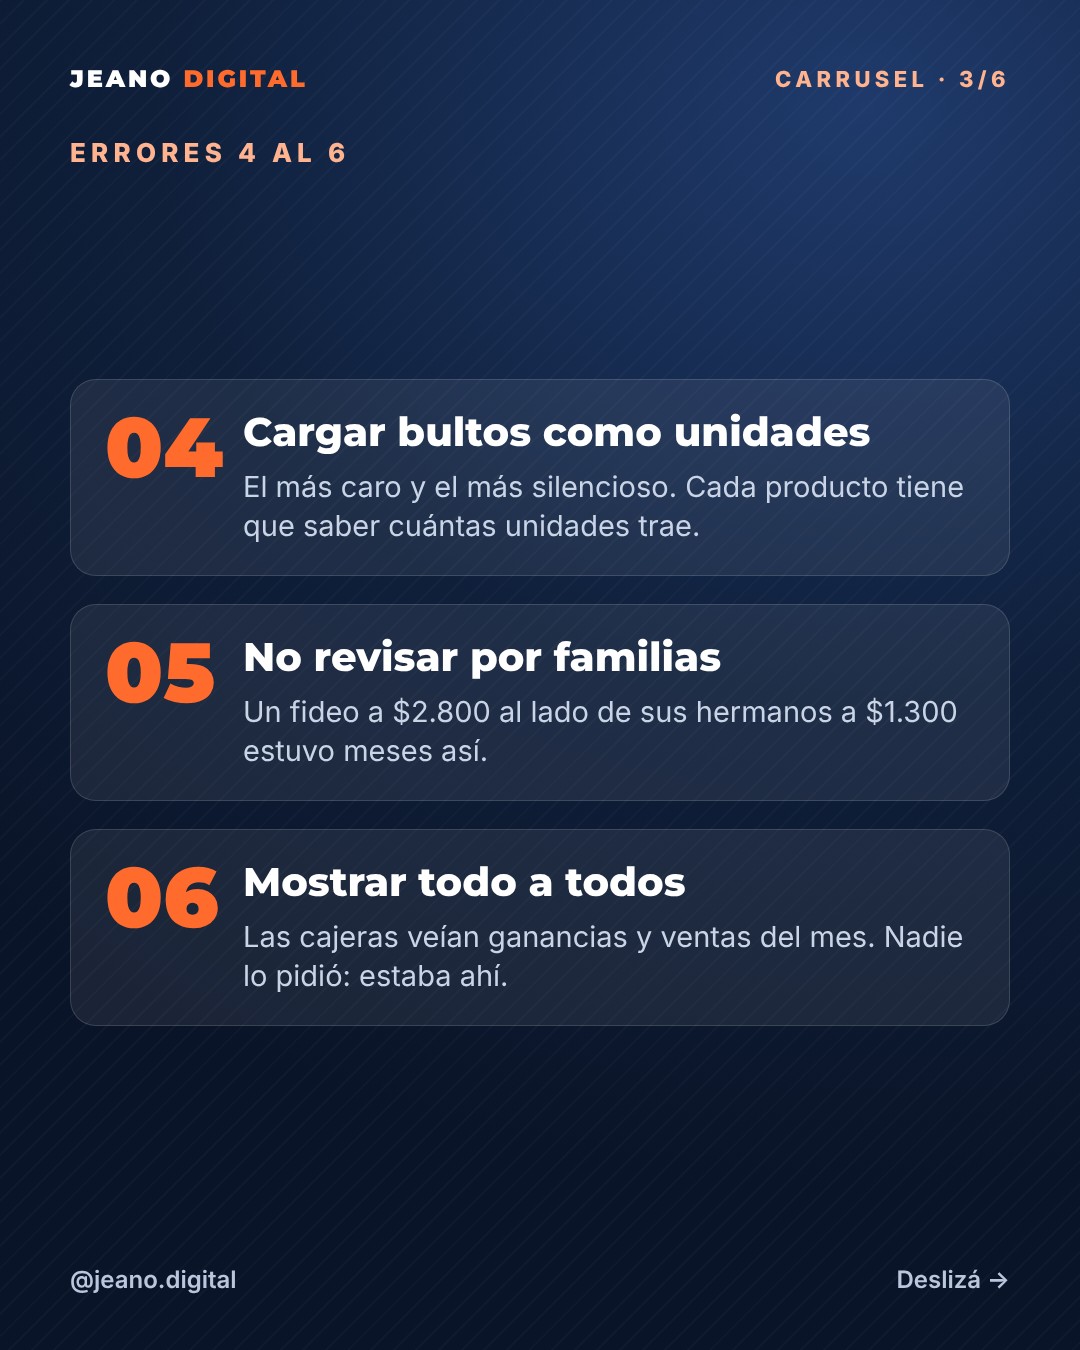 JEANO DIGITAL
CARRUSEL · 3/6
ERRORES 4 AL 6
04
Cargar bultos como unidades
El más caro y el más silencioso. Cada producto tiene
que saber cuántas unidades trae.
05
No revisar por familias
Un fideo a $2.800 al lado de sus hermanos a $1.300
estuvo meses así.
06
Mostrar todo a todos
Las cajeras veían ganancias y ventas del mes. Nadie
lo pidió: estaba ahí.
@jeano.digital
Deslizá →